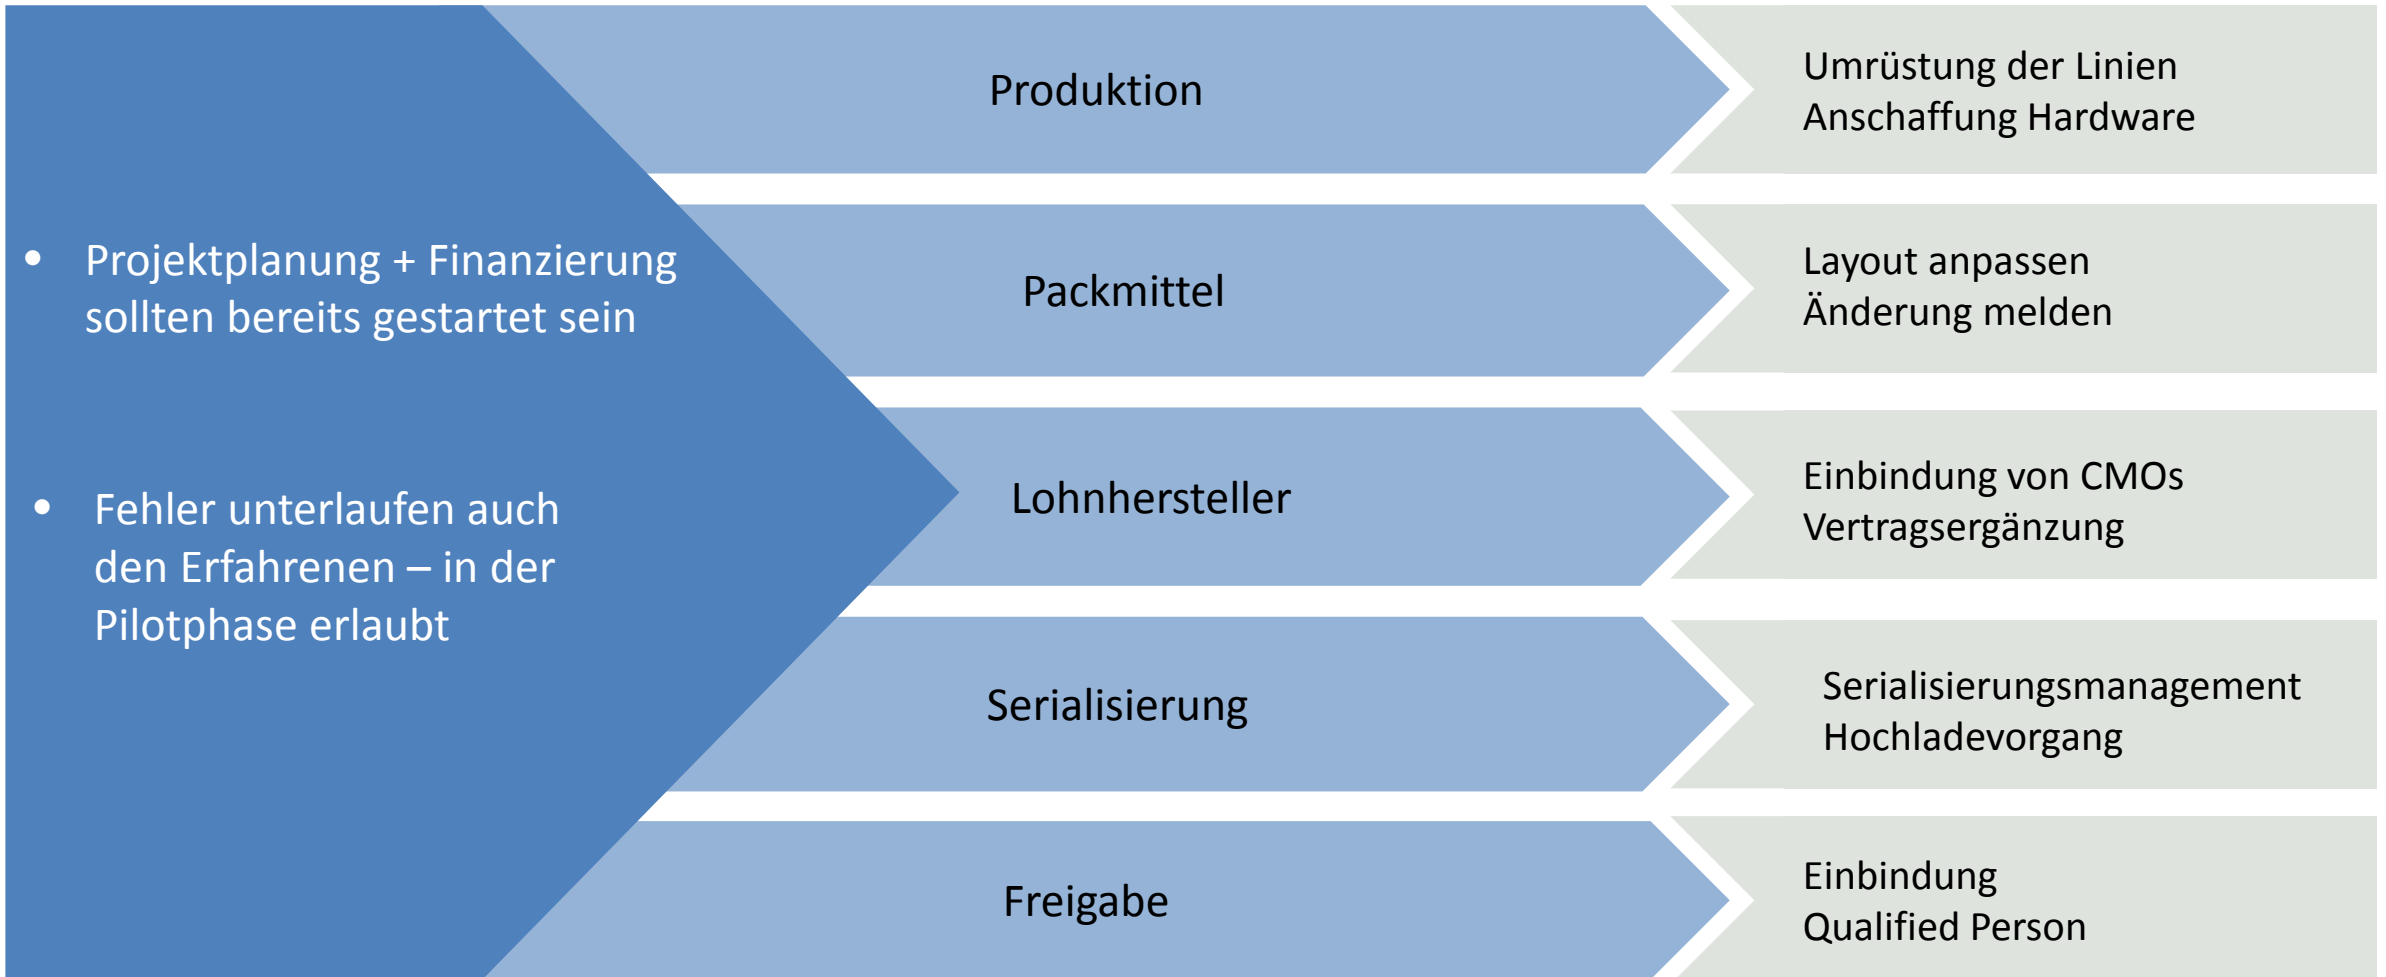 • Projektplanung + Finanzierung
sollten bereits gestartet sein
• Fehler unterlaufen auch
den Erfahrenen – in der
Pilotphase erlaubt
Produktion
Umrüstung der Linien
Anschaffung Hardware
Packmittel
Layout anpassen
Änderung melden
Lohnhersteller
Einbindung von CMOs
Vertragsergänzung
Serialisierung
Serialisierungsmanagement
Hochladevorgang
Freigabe
Einbindung
Qualified Person